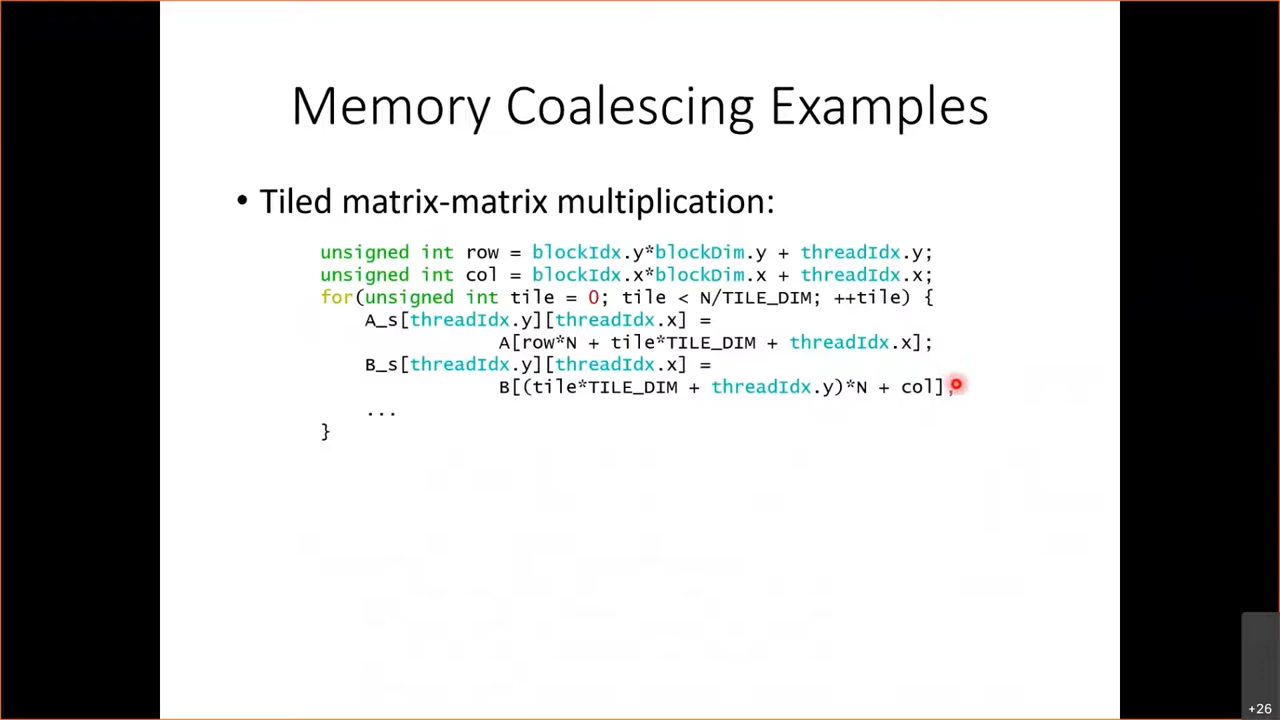 Memory Coalescing Examples
• Tiled matrix-matrix multiplication:
unsigned int row = blockIdx.y*blockDim.y + threadIdx.y;
unsigned int col = blockIdx.x*blockDim.x + threadIdx.x;
for(unsigned int tile = 0; tile < N/TILE_DIM; ++tile) {
A_s[threadIdx.y][threadIdx.x] =
A[row*N + tile*TILE_DIM + threadIdx.x];
B_s[threadIdx.y][threadIdx.x] =
B[(tile*TILE_DIM + threadIdx.y)*N + col];
...
}
+26